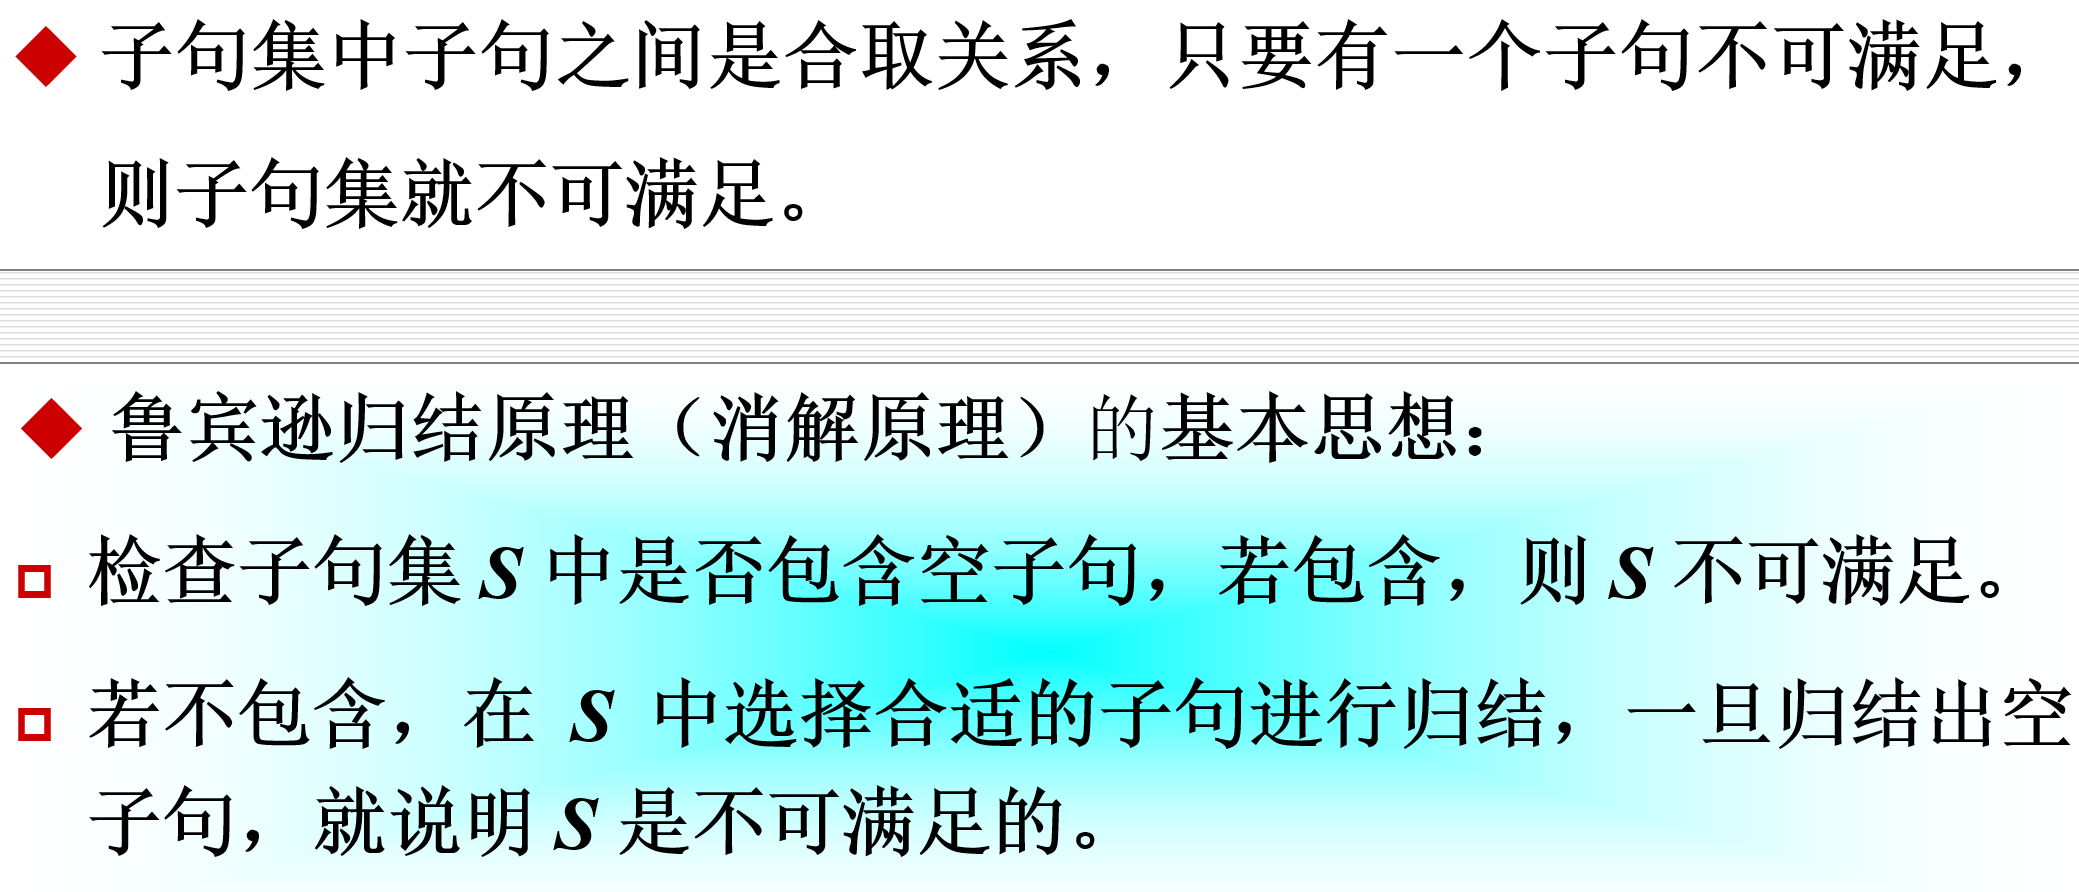 子句集中子句之间是合取关系，只要有一个子句不可满足，
则子句集就不可满足。
鲁宾逊归结原理（消解原理）的基本思想：
检查子句集 S 中是否包含空子句，若包含，则 S 不可满足。
若不包含，在 S 中选择合适的子句进行归结，一旦归结出空
子句，就说明 S 是不可满足的。